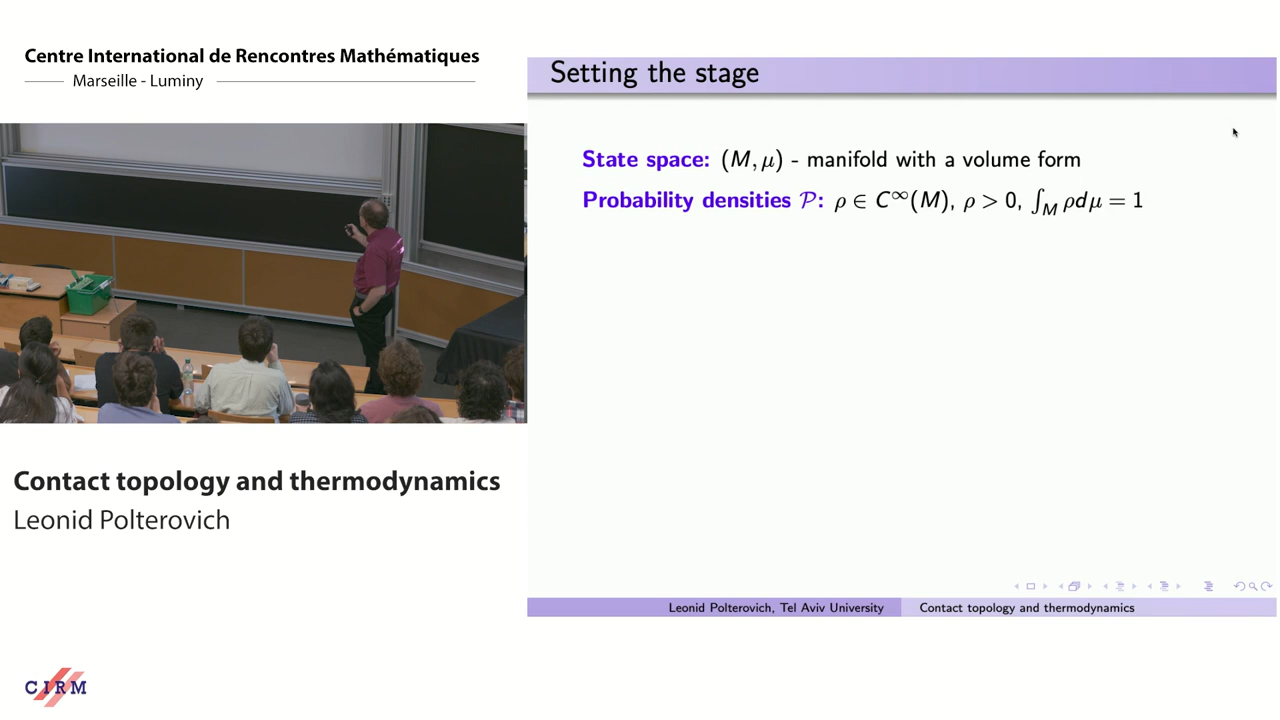 Centre International de Rencontres Mathématiques
Marseille - Luminy
Setting the stage
State space: (M, μ) - manifold with a volume form
Probability densities 𝒫: ρ ∈ C^∞(M), ρ > 0, ∫_M ρdμ = 1
Contact topology and thermodynamics
Leonid Polterovich
Leonid Polterovich, Tel Aviv University
Contact topology and thermodynamics
CIRM